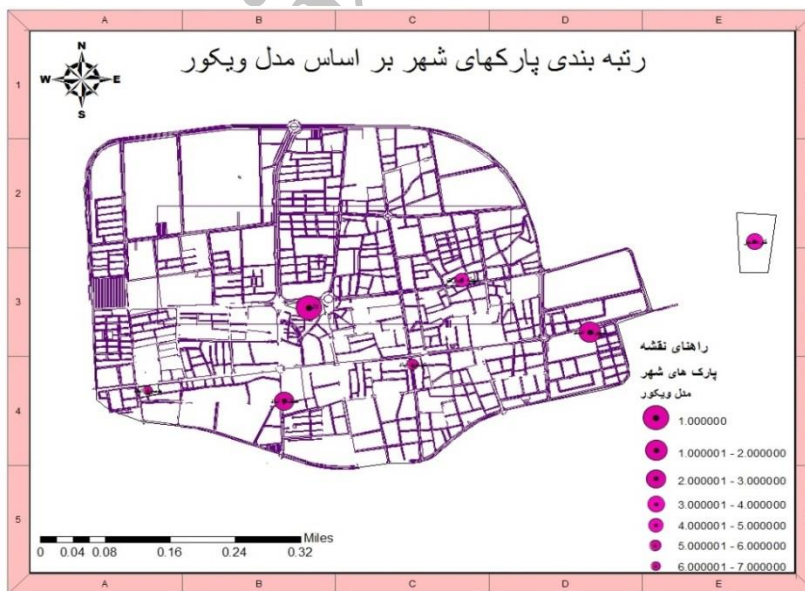 A B C D E
رتبه بندی پارکهای شهر بر اساس مدل ویکور
N
W E
S
1
2
3
4
5
راهنای نقشه
پارک های شهر
مدل ویکور
1.000000
1.000001 - 2.000000
2.000001 - 3.000000
3.000001 - 4.000000
4.000001 - 5.000000
5.000001 - 6.000000
6.000001 - 7.000000
Miles
0 0.04 0.08 0.16 0.24 0.32
A B C D E